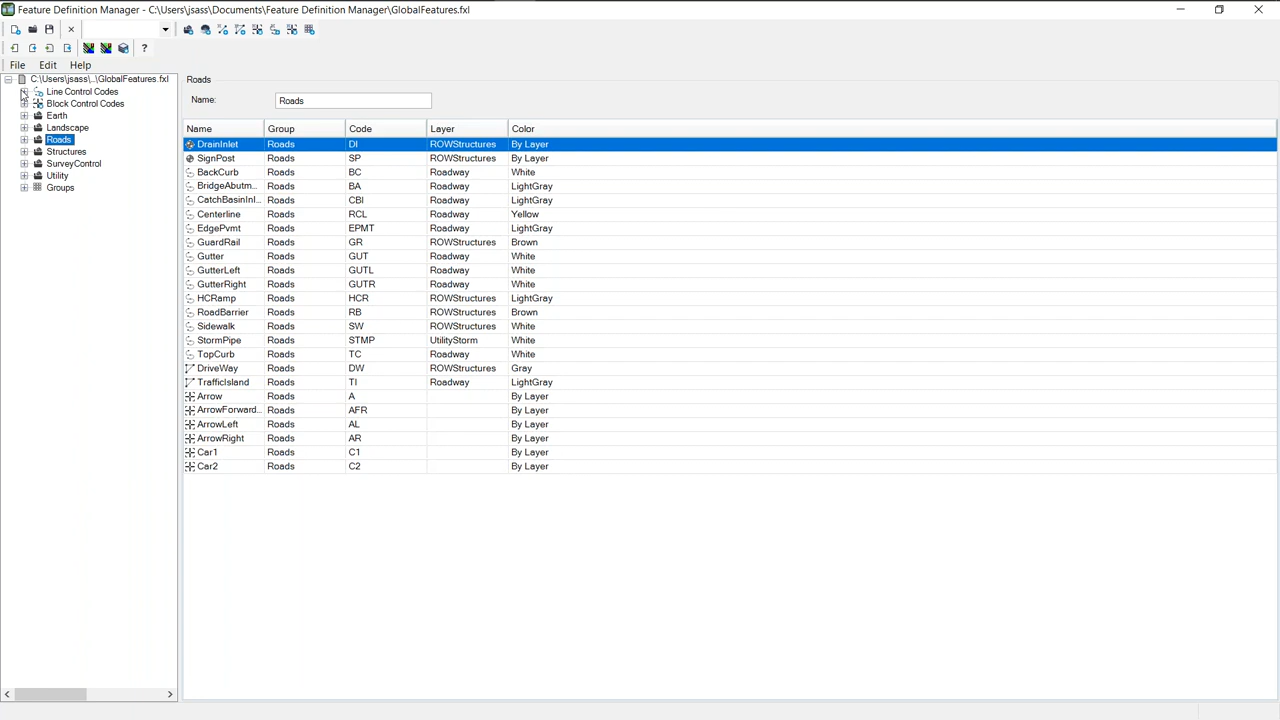 Feature Definition Manager - C:\Users\jsass\Documents\Feature Definition Manager\GlobalFeatures.fxl
File Edit Help
C:\Users\jsass\..\GlobalFeatures.fxl
Line Control Codes
Block Control Codes
Earth
Landscape
Roads
Structures
SurveyControl
Utility
Groups
Roads
Name: Roads
Name Group Code Layer Color
DrainInlet Roads DI ROWStructures By Layer
SignPost Roads SP ROWStructures By Layer
BackCurb Roads BC Roadway White
BridgeAbutm... Roads BA Roadway LightGray
CatchBasinInl... Roads CBI Roadway LightGray
Centerline Roads RCL Roadway Yellow
EdgePvmt Roads EPMT Roadway LightGray
GuardRail Roads GR ROWStructures Brown
Gutter Roads GUT Roadway White
GutterLeft Roads GUTL Roadway White
GutterRight Roads GUTR Roadway White
HCRamp Roads HCR ROWStructures LightGray
RoadBarrier Roads RB ROWStructures Brown
Sidewalk Roads SW ROWStructures White
StormPipe Roads STMP UtilityStorm White
TopCurb Roads TC Roadway White
DriveWay Roads DW ROWStructures Gray
TrafficIsland Roads TI Roadway LightGray
Arrow Roads A By Layer
ArrowForward... Roads AFR By Layer
ArrowLeft Roads AL By Layer
ArrowRight Roads AR By Layer
Car1 Roads C1 By Layer
Car2 Roads C2 By Layer